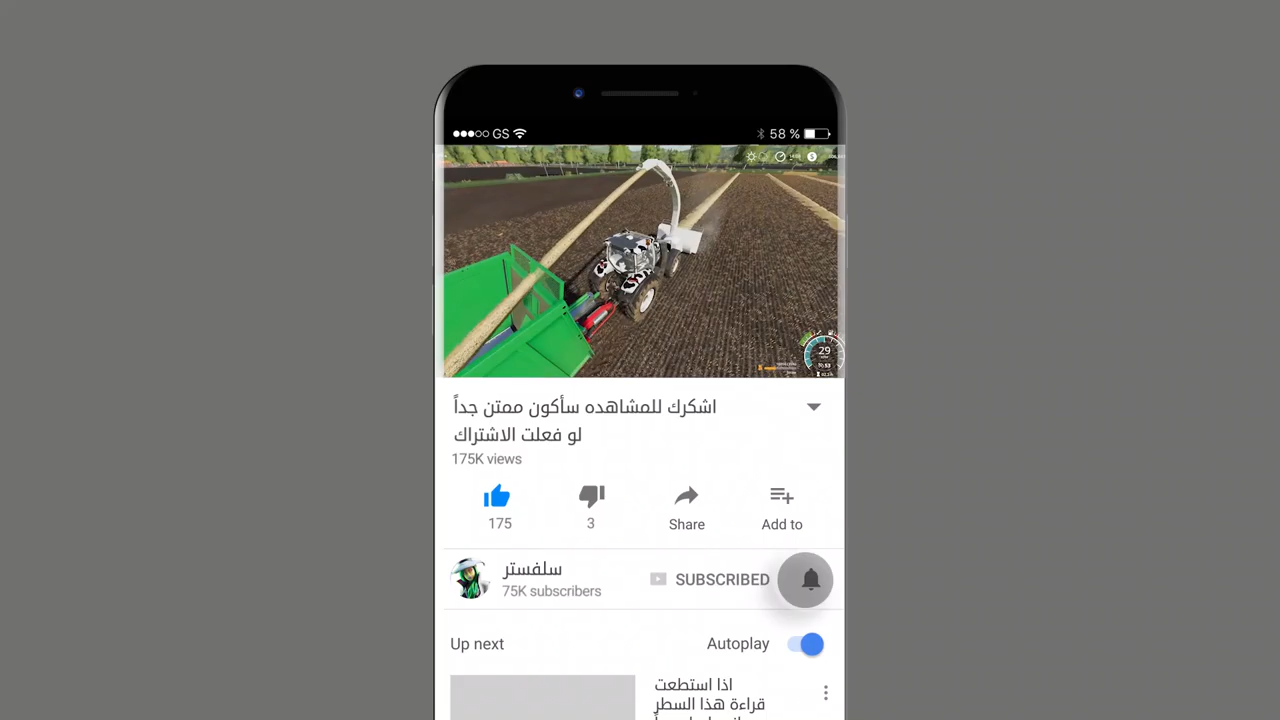 GS 58 %
29
اشكرك للمشاهده سأكون ممتن جداً
لو فعلت الاشتراك
175K views
175 3 Share Add to
سلفستر
75K subscribers
SUBSCRIBED
Up next Autoplay
اذا استطعت
قراءة هذا السطر